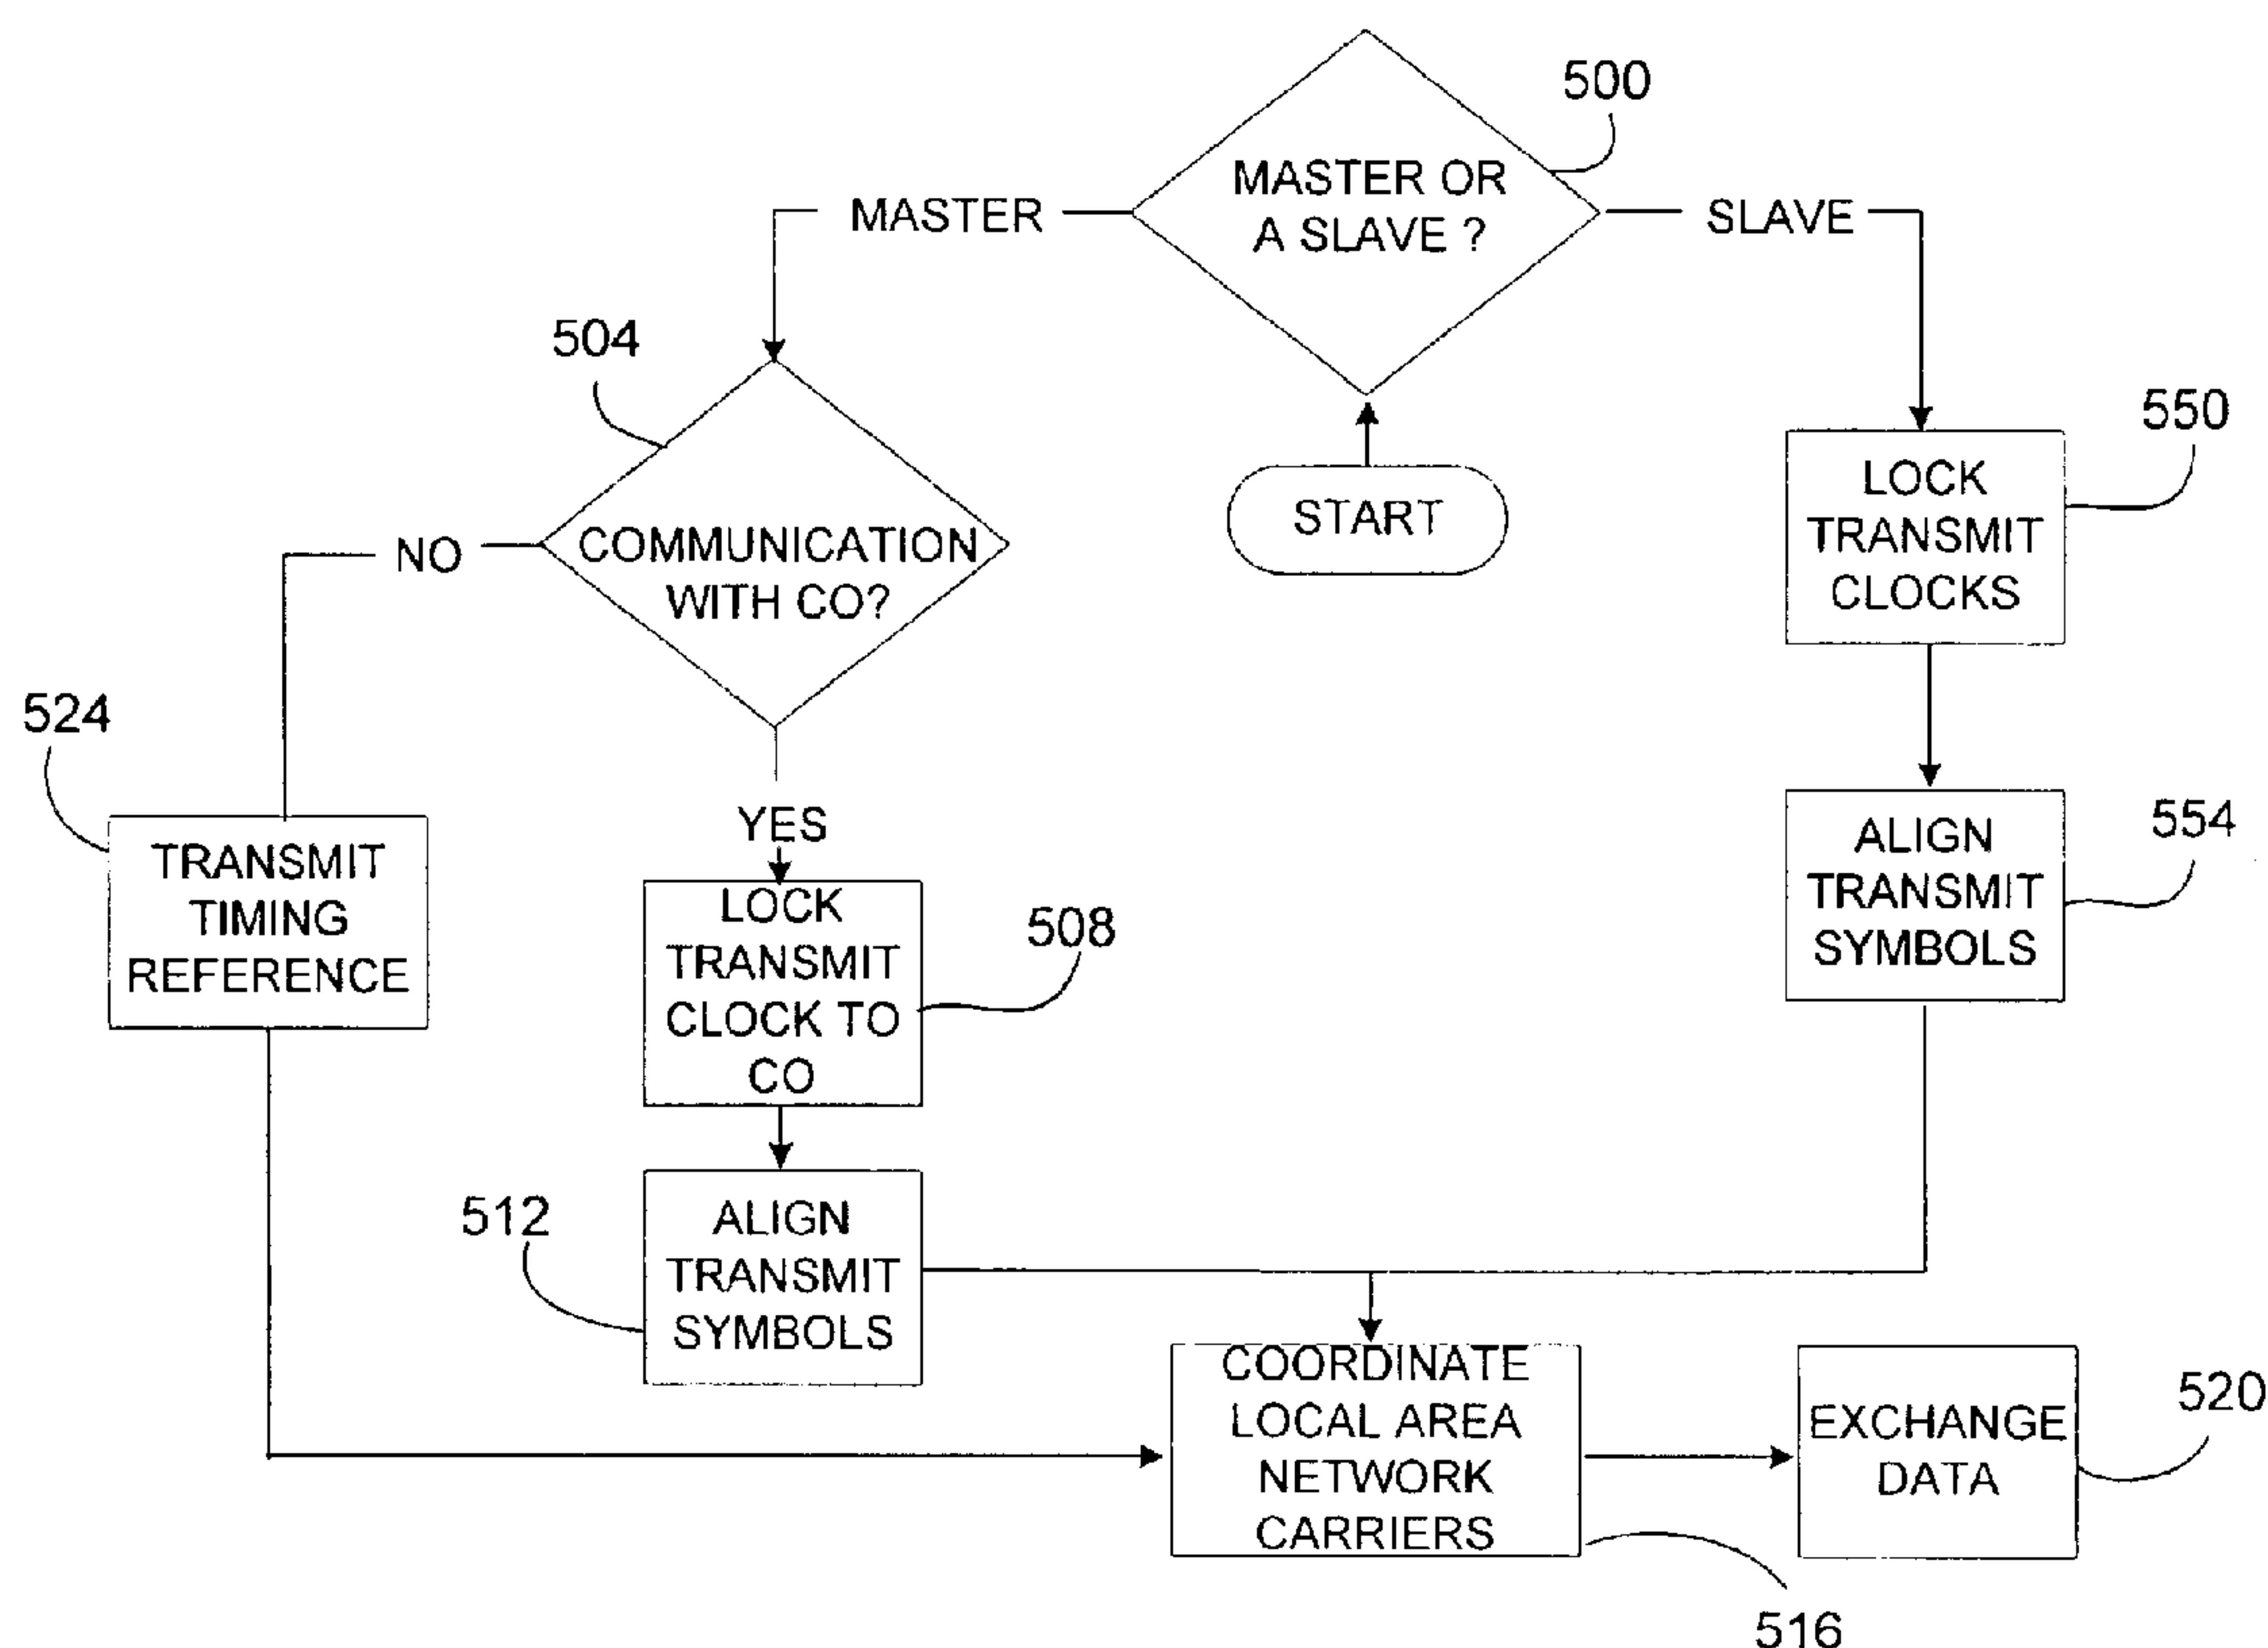 500
MASTER OR
A SLAVE ?
MASTER
SLAVE
504
START
550
LOCK
TRANSMIT
CLOCKS
NO
COMMUNICATION
WITH CO?
524
YES
554
ALIGN
TRANSMIT
SYMBOLS
TRANSMIT
TIMING
REFERENCE
508
LOCK
TRANSMIT
CLOCK TO
CO
512
ALIGN
TRANSMIT
SYMBOLS
COORDINATE
LOCAL AREA
NETWORK
CARRIERS
520
EXCHANGE
DATA
516